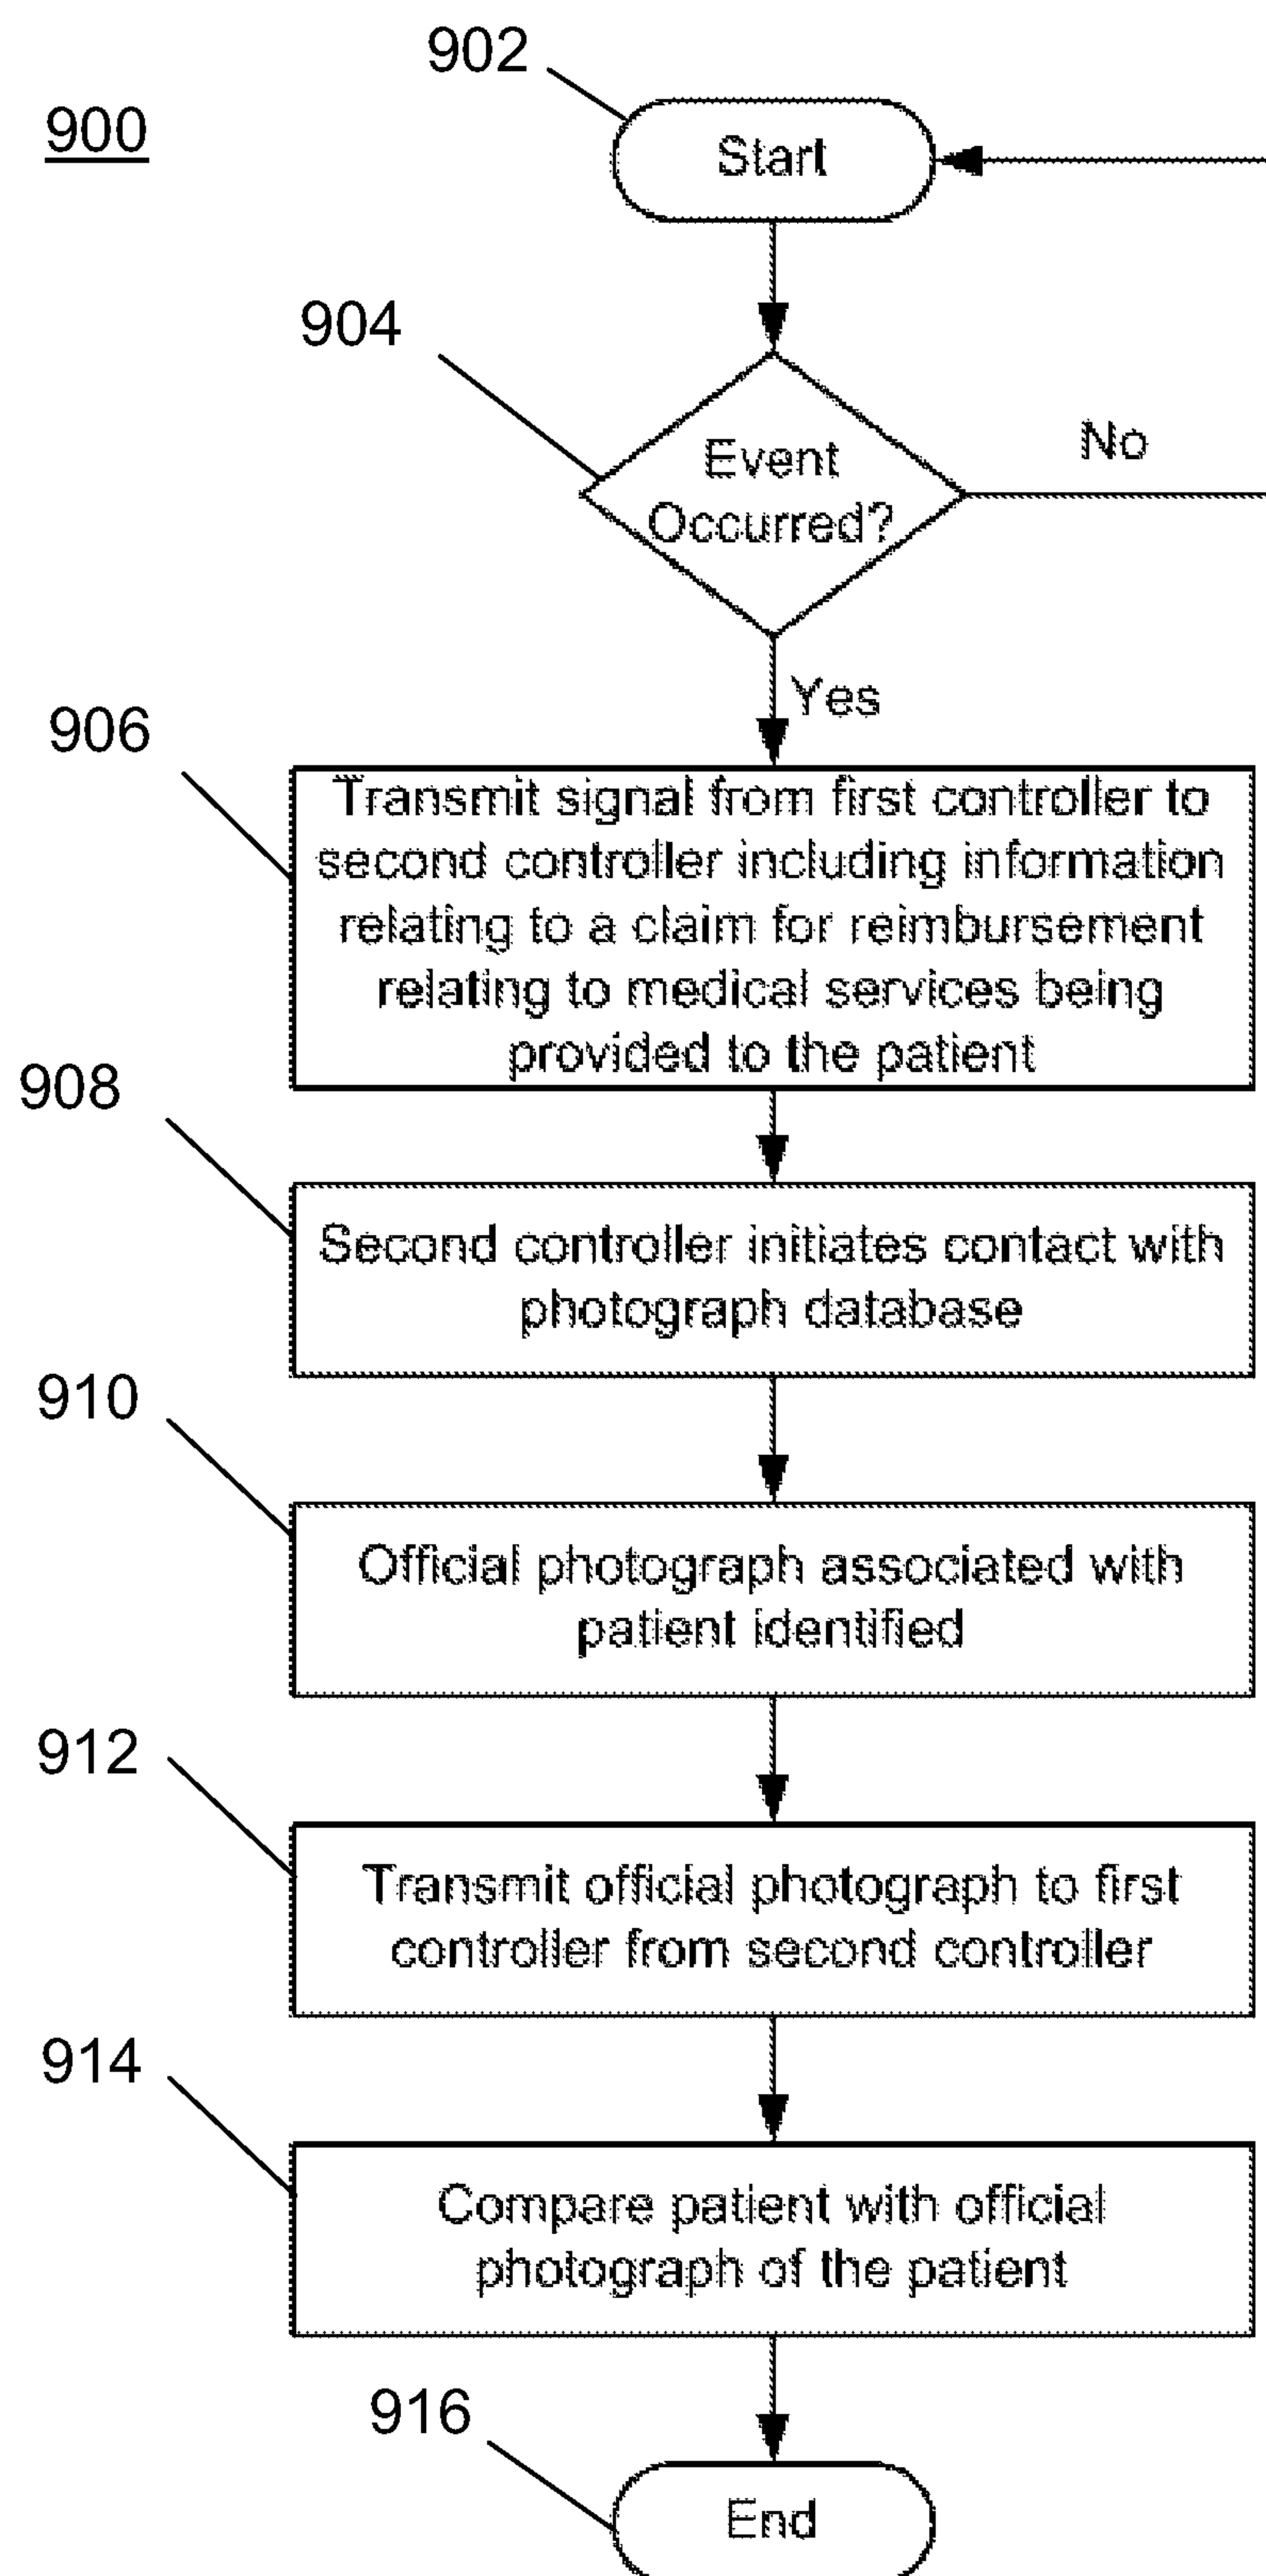 902
900
Start
904
Event
Occurred?
No
Yes
906
Transmit signal from first controller to
second controller including information
relating to a claim for reimbursement
relating to medical services being
provided to the patient
908
Second controller initiates contact with
photograph database
910
Official photograph associated with
patient identified
912
Transmit official photograph to first
controller from second controller
914
Compare patient with official
photograph of the patient
916
End